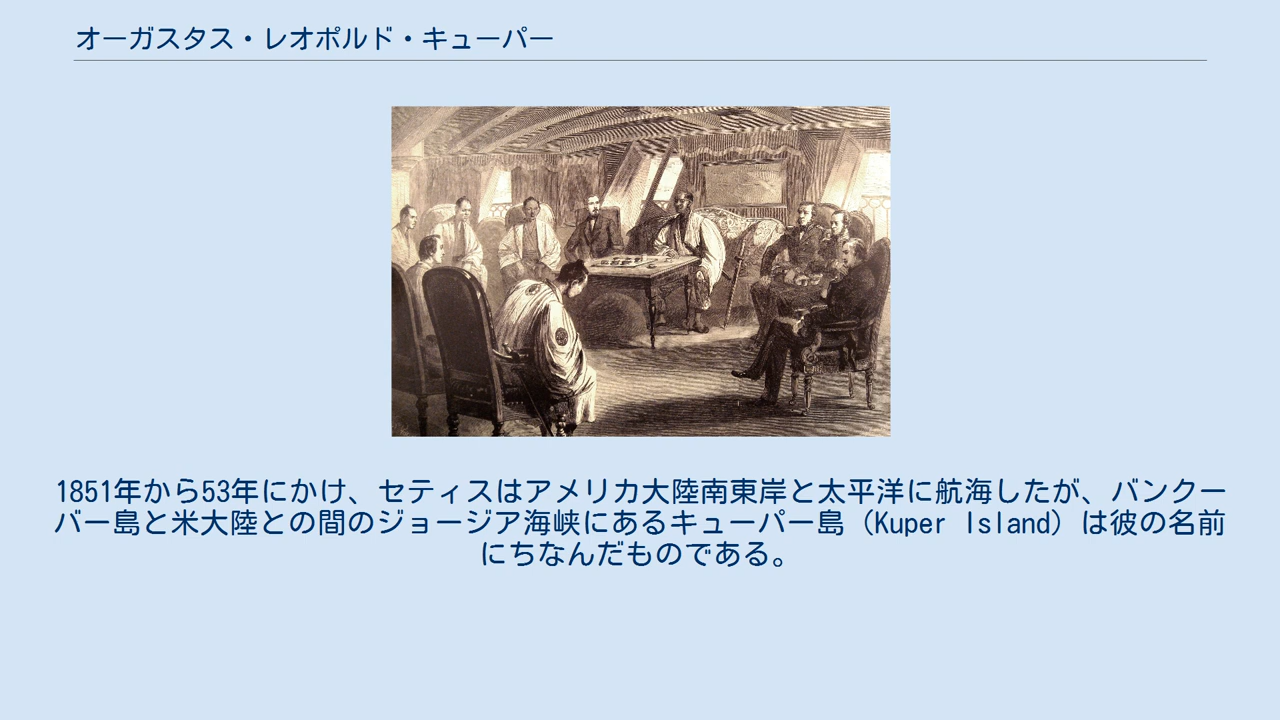 オーガスタス・レオポルド・キューパー
1851年から53年にかけ、セティスはアメリカ大陸南東岸と太平洋に航海したが、バンクー
バー島と米大陸との間のジョージア海峡にあるキューパー島（Kuper Island）は彼の名前
にちなんだものである。